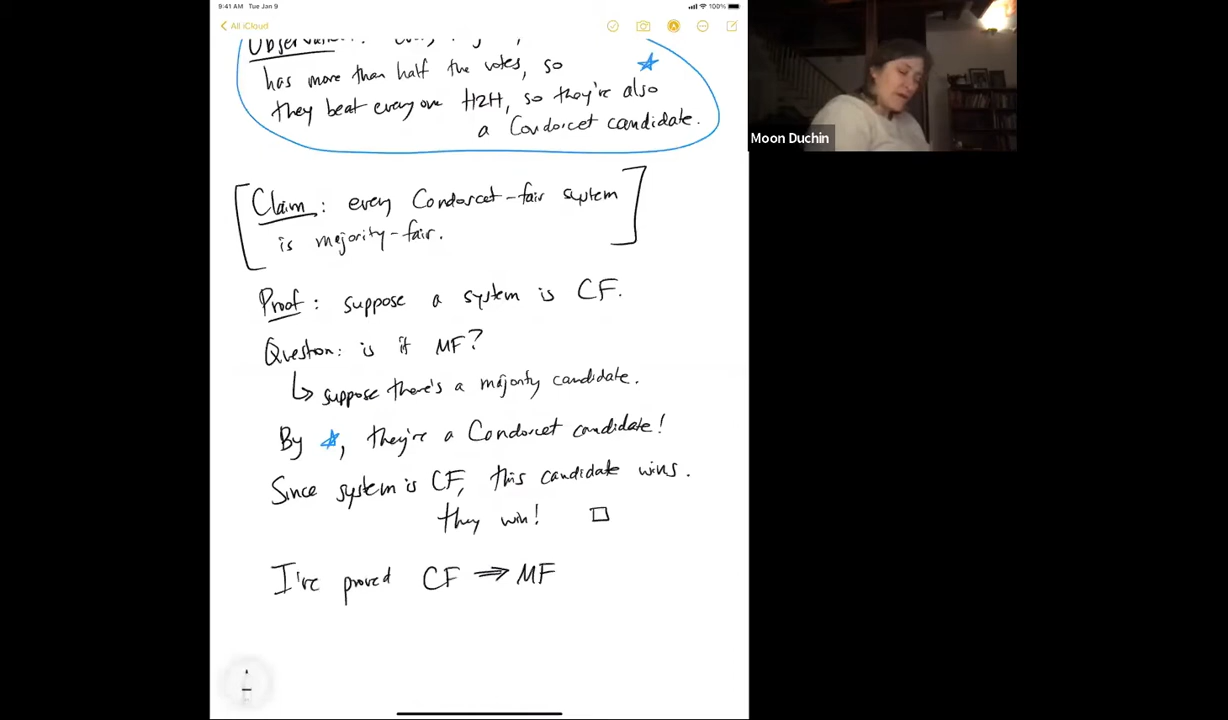 9:41 AM Tue Jan 9
100%
All iCloud
has more than half the votes, so
they beat everyone H2H, so they're also
a Condorcet candidate.
Claim: every Condorcet-fair system
is majority-fair.
Proof: suppose a system is CF.
Question: is it MF?
↳ suppose there's a majority candidate.
By ☆, they're a Condorcet candidate!
Since system is CF, this candidate wins.
they win! □
I've proved CF ⇒ MF
Moon Duchin